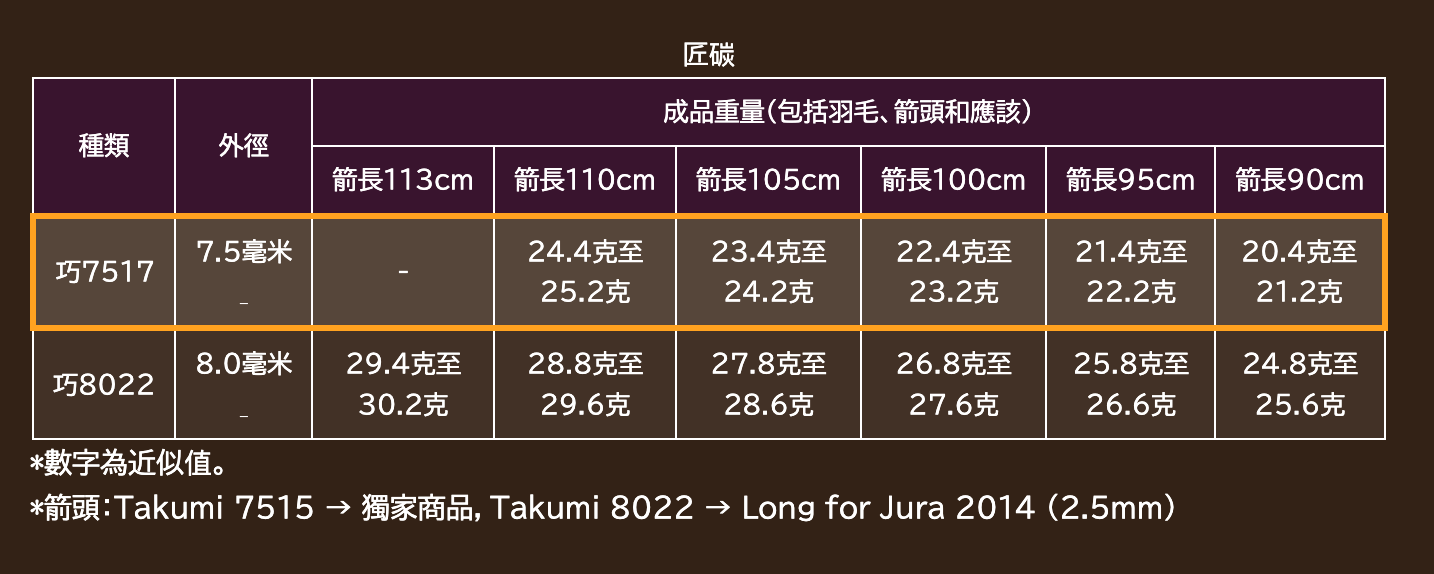 匠碳
種類
外徑
成品重量（包括羽毛、箭頭和應該）
箭長113cm
箭長110cm
箭長105cm
箭長100cm
箭長95cm
箭長90cm
巧7517
7.5毫米
_
-
24.4克至
25.2克
23.4克至
24.2克
22.4克至
23.2克
21.4克至
22.2克
20.4克至
21.2克
巧8022
8.0毫米
_
29.4克至
30.2克
28.8克至
29.6克
27.8克至
28.6克
26.8克至
27.6克
25.8克至
26.6克
24.8克至
25.6克
*數字為近似值。
*箭頭：Takumi 7515 → 獨家商品, Takumi 8022 → Long for Jura 2014（2.5mm）